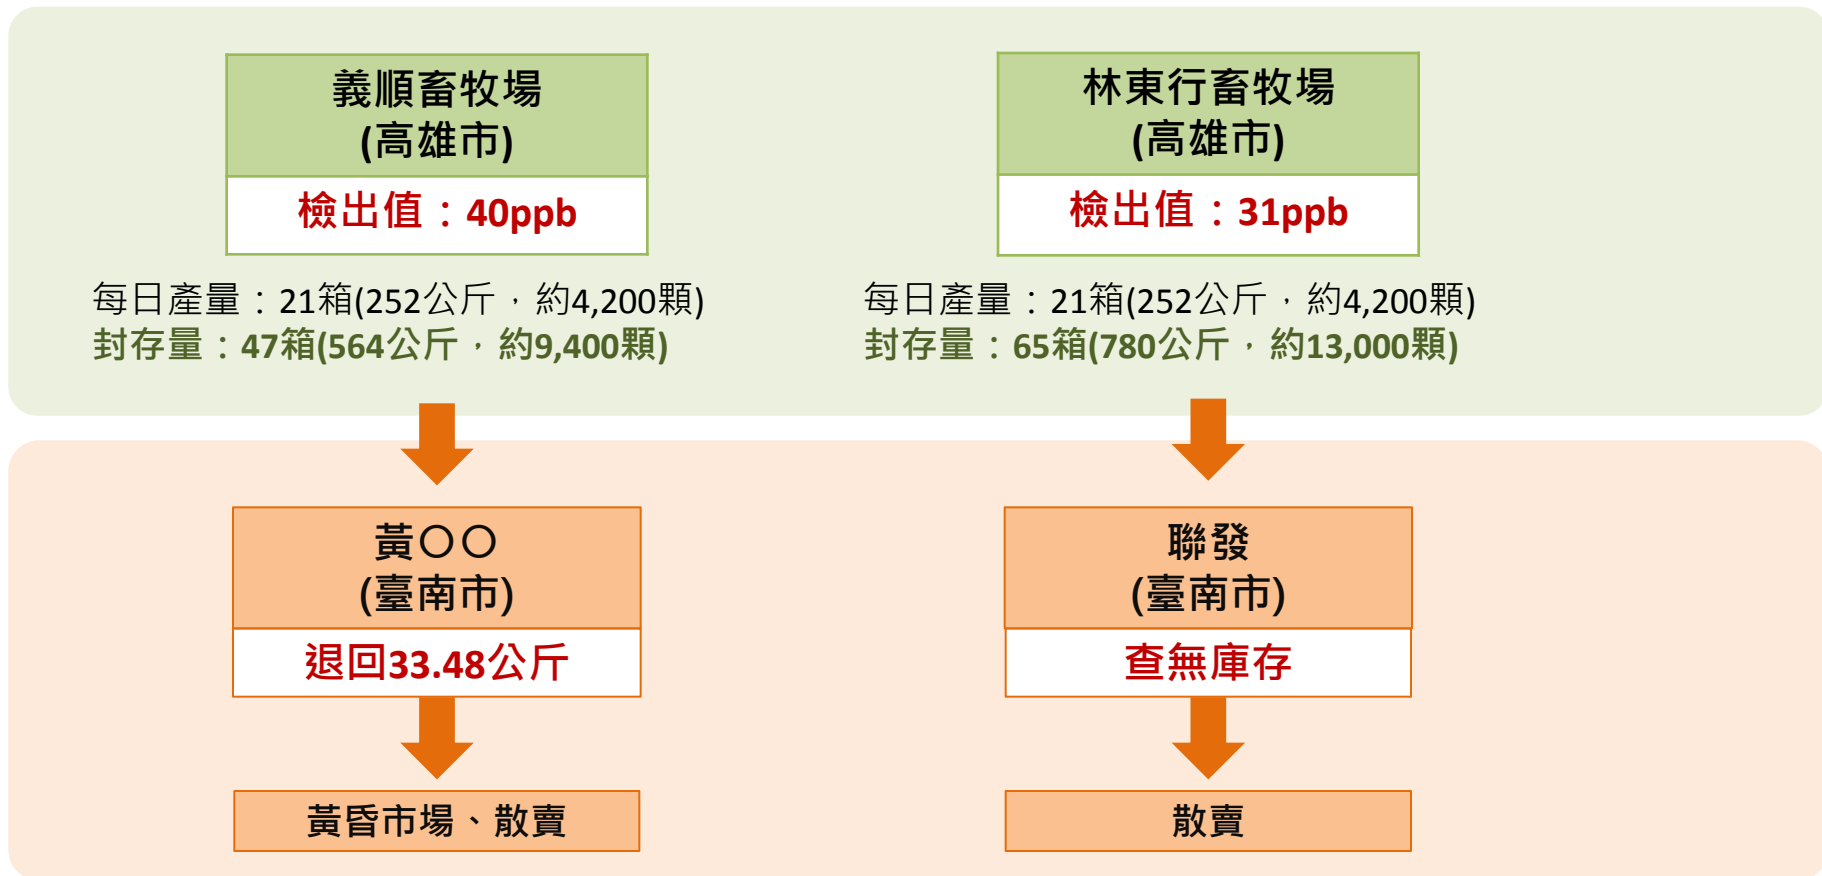 義順畜牧場
(高雄市)
檢出值：40ppb
每日產量：21箱(252公斤，約4,200顆)
封存量：47箱(564公斤，約9,400顆)
林東行畜牧場
(高雄市)
檢出值：31ppb
每日產量：21箱(252公斤，約4,200顆)
封存量：65箱(780公斤，約13,000顆)
黃〇〇
(臺南市)
退回33.48公斤
黃昏市場、散賣
聯發
(臺南市)
查無庫存
散賣